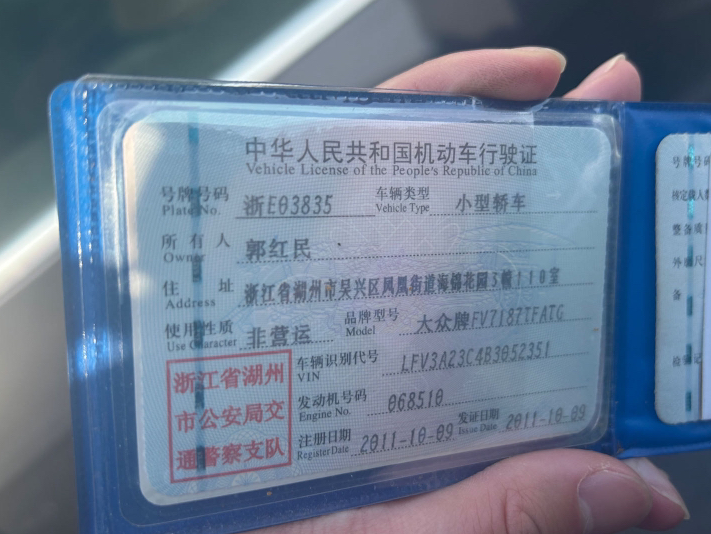 中华人民共和国机动车行驶证
Vehicle License of the People's Republic of China
号牌号码 浙E03835 车辆类型 小型轿车
Plate No. Vehicle Type
所有人 郭红民
Owner
住址 浙江省湖州市吴兴区凤凰街道海锦花园3幢110室
Address
使用性质 非营运 品牌型号 大众牌FV7187TFATG
Use Character Model
浙江省湖州
市公安局交
通警察支队
车辆识别代号 LFV3A23C4B3052351
VIN
发动机号码 068510
Engine No.
注册日期 2011-10-09 发证日期 2011-10-09
Register Date Issue Date
号牌号码
核定载人数
整备质
外廓尺
备
检验记